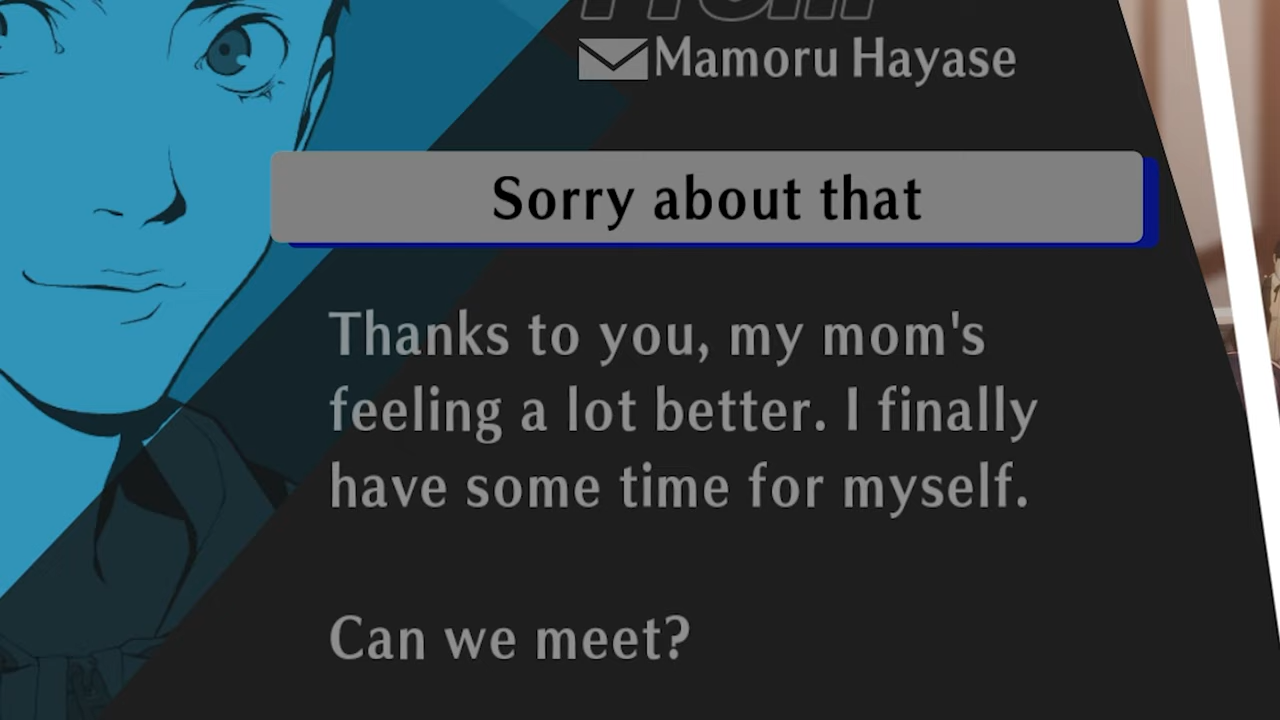 From
Mamoru Hayase
Sorry about that
Thanks to you, my mom's
feeling a lot better. I finally
have some time for myself.
Can we meet?